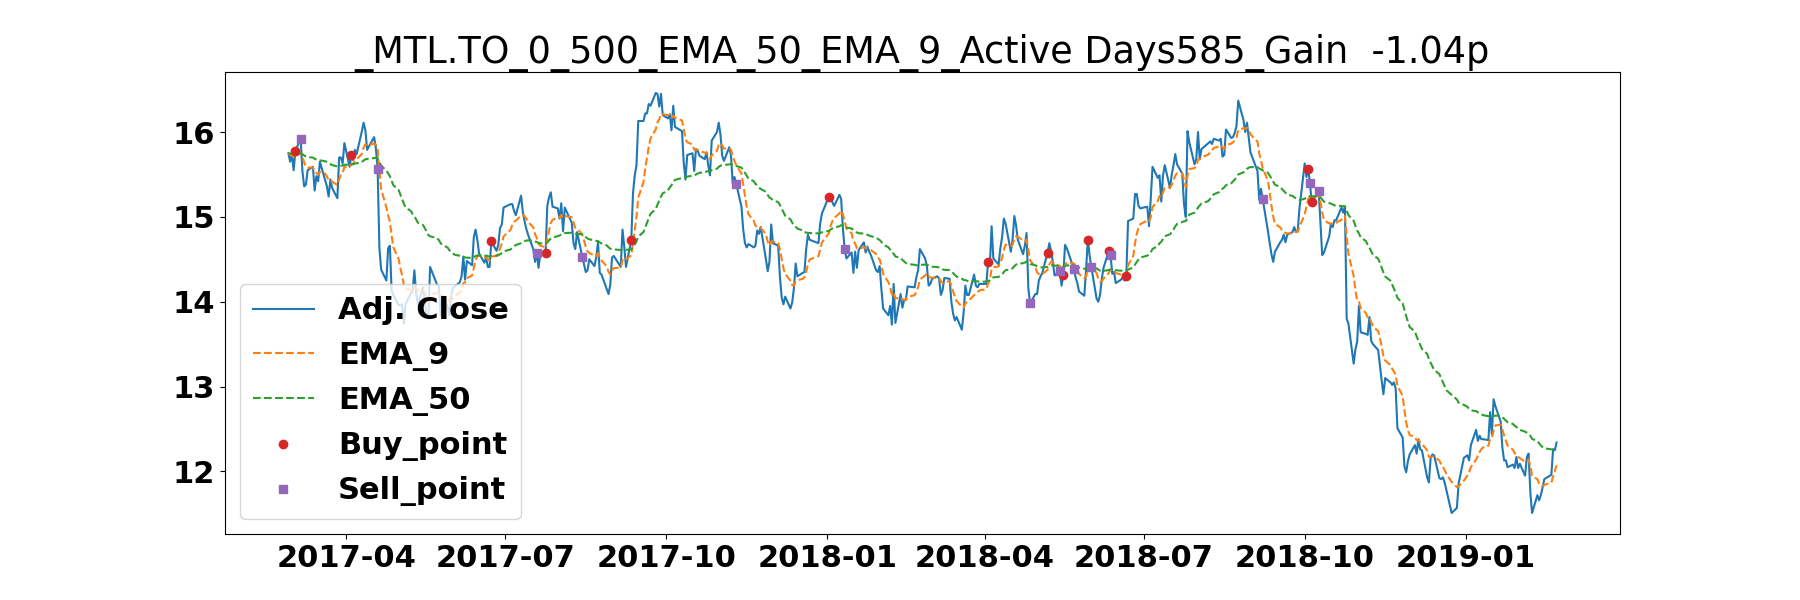 _MTL.TO_0_500_EMA_50_EMA_9_Active Days585_Gain  -1.04p
16
15
14
13
12
Adj. Close
EMA_9
EMA_50
Buy_point
Sell_point
2017-04 2017-07 2017-10 2018-01 2018-04 2018-07 2018-10 2019-01